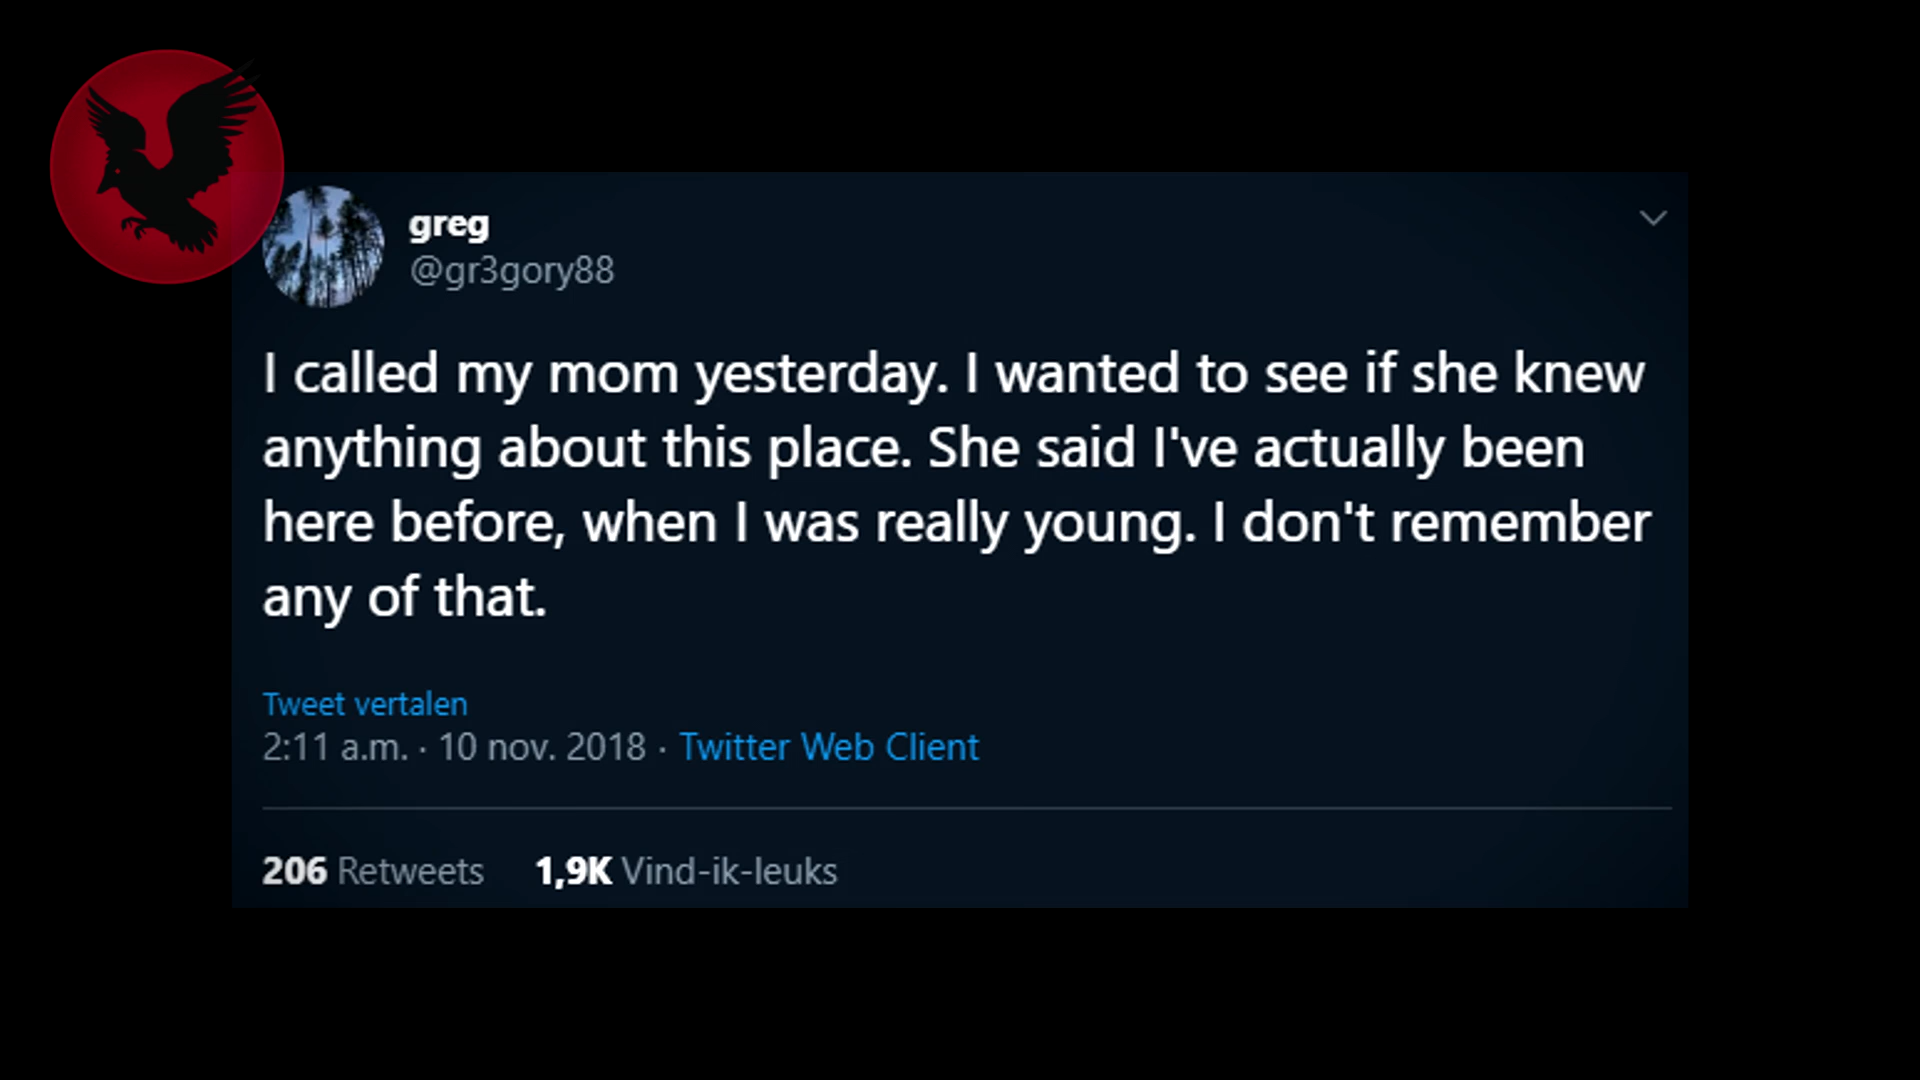 greg
@gr3gory88
I called my mom yesterday. I wanted to see if she knew
anything about this place. She said I've actually been
here before, when I was really young. I don't remember
any of that.
Tweet vertalen
2:11 a.m. · 10 nov. 2018 · Twitter Web Client
206 Retweets 1,9K Vind-ik-leuks